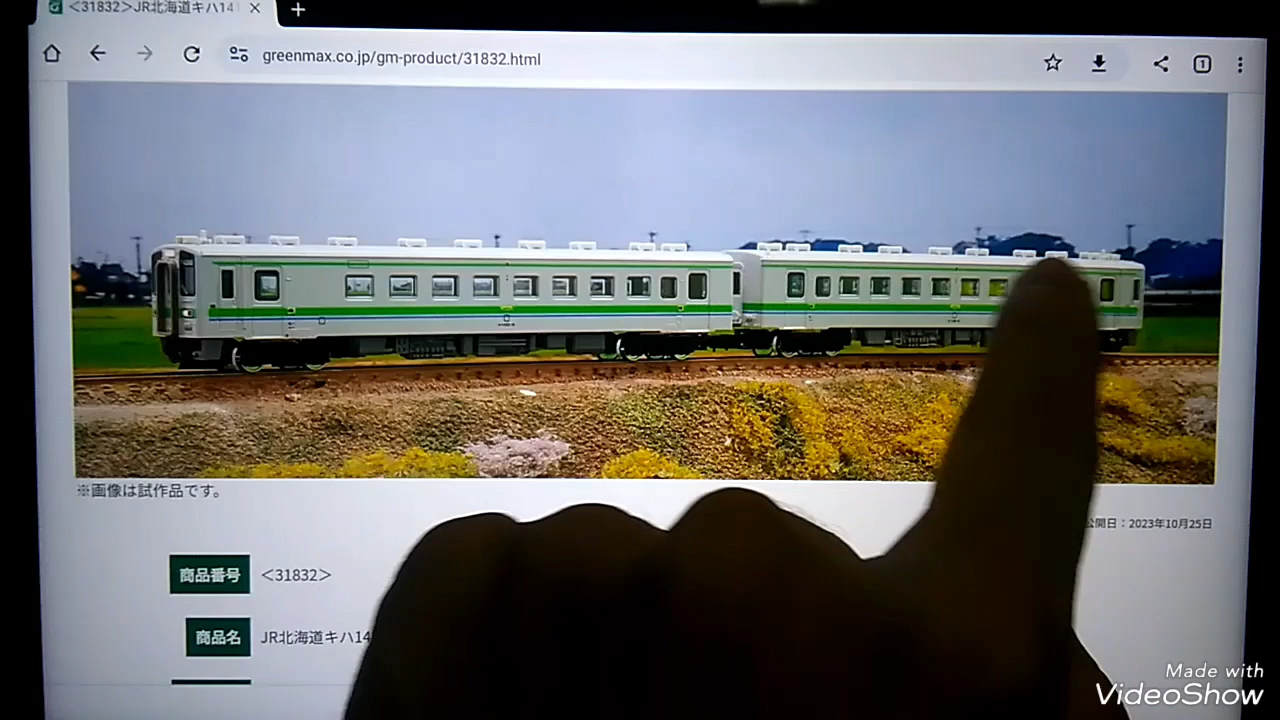 <31832>JR北海道キハ141
greenmax.co.jp/gm-product/31832.html
1
※画像は試作品です。
公開日：2023年10月25日
商品番号 <31832>
商品名 JR北海道キハ14
Made with
VideoShow